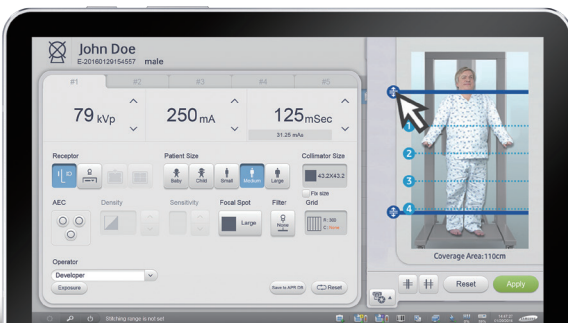 John Doe
E-20160129154557 male
#1 #2 #3 #4 #5
79 kVp
250 mA
125 mSec
31.25 mAs
Receptor
Patient Size
Collimator Size
Baby Child Small Medium Large
43.2X43.2
Fix size
AEC Density Sensitivity Focal Spot Filter Grid
Large
None
Operator
Developer
Exposure
Save to APR DB
Reset
1
2
3
4
Coverage Area: 110cm
Reset
Apply
Stitching range is not set